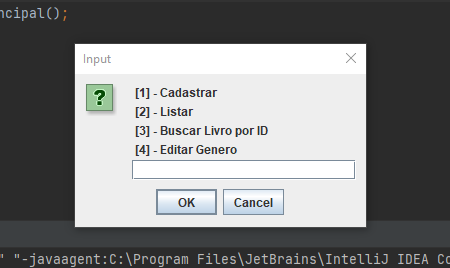 ncipal();
Input
[1] - Cadastrar
[2] - Listar
[3] - Buscar Livro por ID
[4] - Editar Genero
OK Cancel
" "-javaagent:C:\Program Files\JetBrains\IntelliJ IDEA Co